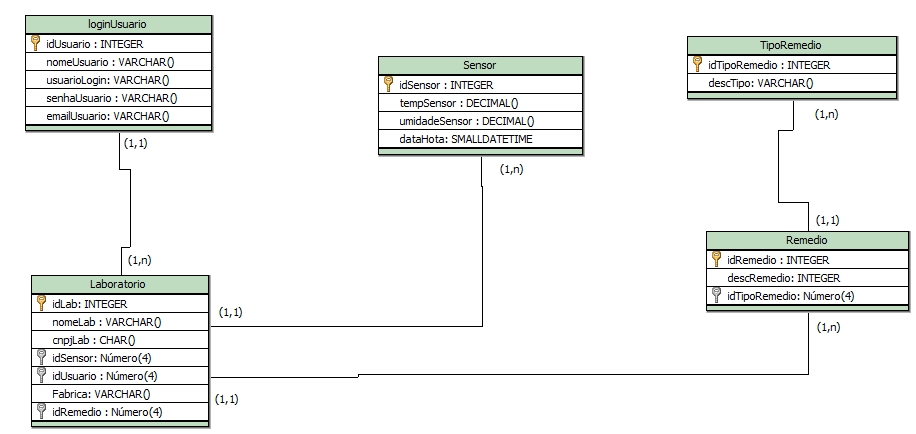 loginUsuario
idUsuario : INTEGER
nomeUsuario : VARCHAR()
usuarioLogin: VARCHAR()
senhaUsuario : VARCHAR()
emailUsuario: VARCHAR()
(1,1)
(1,n)
Sensor
idSensor : INTEGER
tempSensor : DECIMAL()
umidadeSensor : DECIMAL()
dataHota: SMALLDATETIME
(1,n)
(1,1)
TipoRemedio
idTipoRemedio : INTEGER
descTipo: VARCHAR()
(1,n)
(1,1)
Remedio
idRemedio : INTEGER
descRemedio: INTEGER
idTipoRemedio: Número(4)
(1,n)
Laboratorio
idLab: INTEGER
nomeLab : VARCHAR()
cnpjLab : CHAR()
idSensor: Número(4)
idUsuario : Número(4)
Fabrica: VARCHAR()
idRemedio : Número(4)
(1,1)